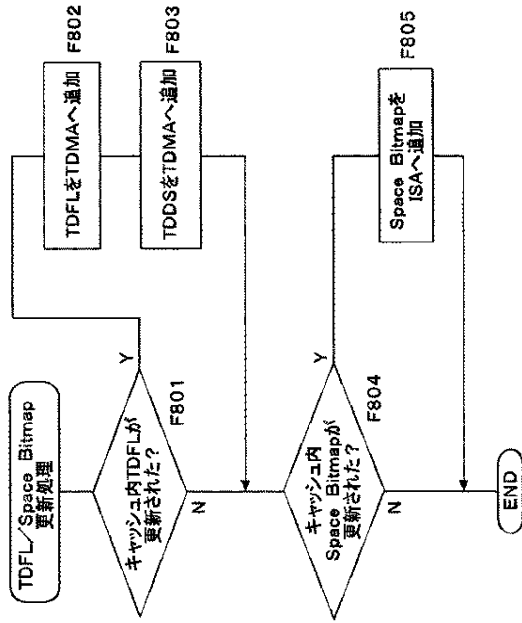 TDFL／Space Bitmap
更新処理
キャッシュ内TDFLが
更新された？
F801
Y
N
TDFLをTDMAへ追加
F802
TDDSをTDMAへ追加
F803
キャッシュ内
Space Bitmapが
更新された？
F804
Y
N
Space Bitmapを
ISAへ追加
F805
END